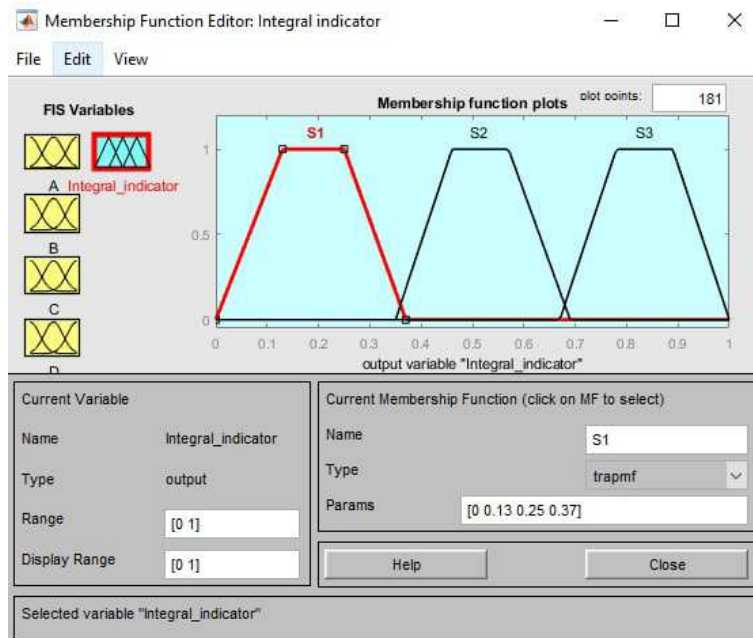 Membership Function Editor: Integral indicator
File Edit View
FIS Variables
Membership function plots
plot points:
181
A
Integral_indicator
B
C
D
S1
S2
S3
1
0.5
0
0 0.1 0.2 0.3 0.4 0.5 0.6 0.7 0.8 0.9 1
output variable "Integral_indicator"
Current Variable
Name Integral_indicator
Type output
Range [0 1]
Display Range [0 1]
Current Membership Function (click on MF to select)
Name S1
Type trapmf
Params [0 0.13 0.25 0.37]
Help Close
Selected variable "Integral_indicator"